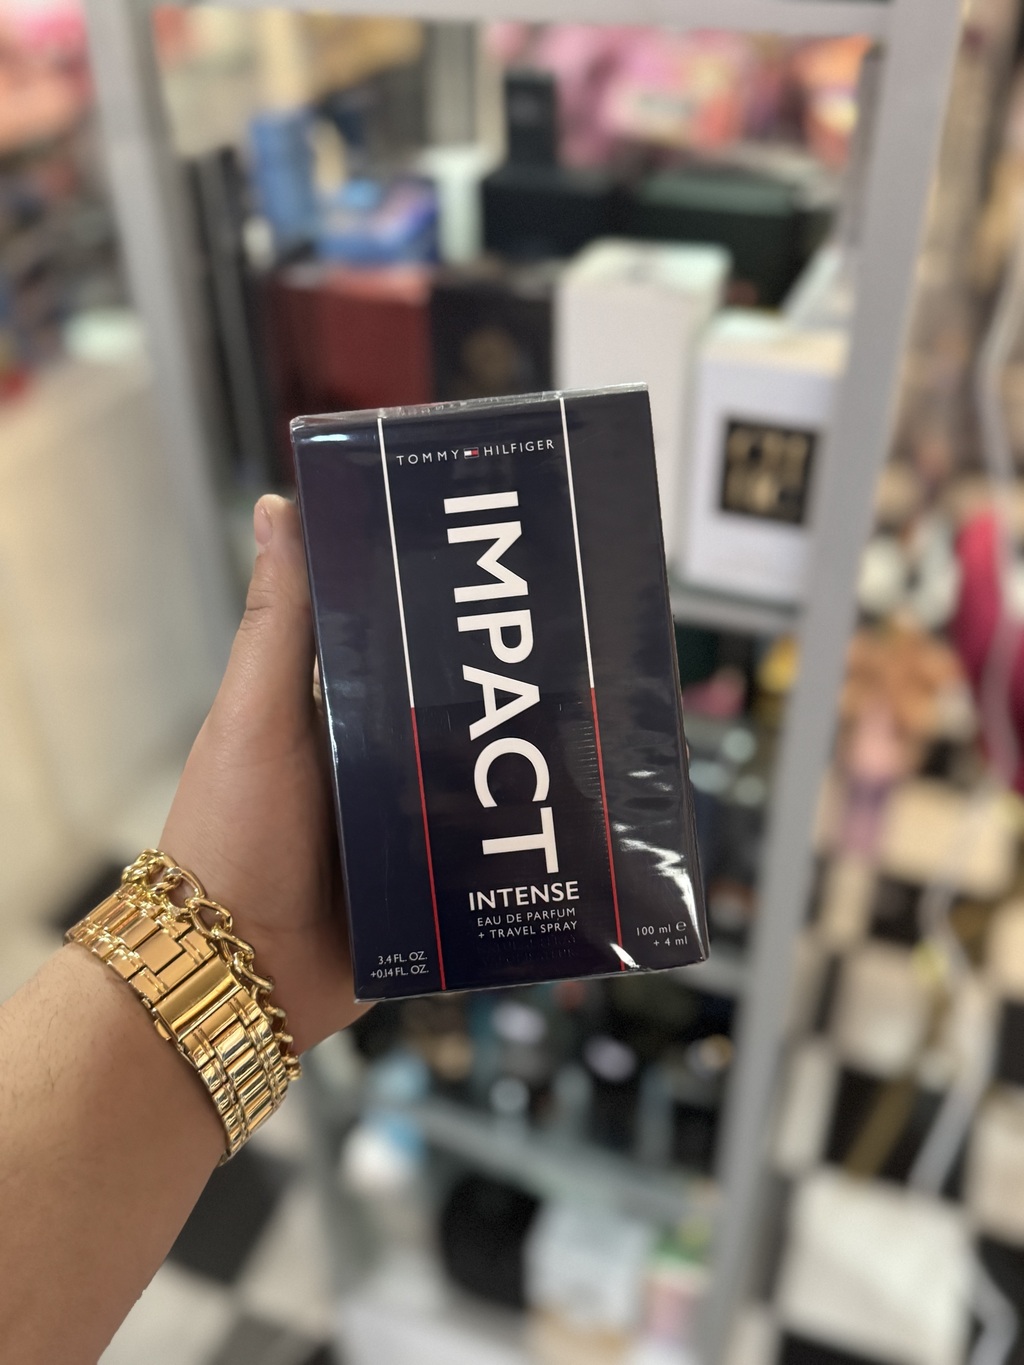 TOMMY HILFIGER
IMPACT
INTENSE
EAU DE PARFUM
+ TRAVEL SPRAY
3.4 FL. OZ.
+0.14 FL. OZ.
100 ml ℮
+ 4 ml